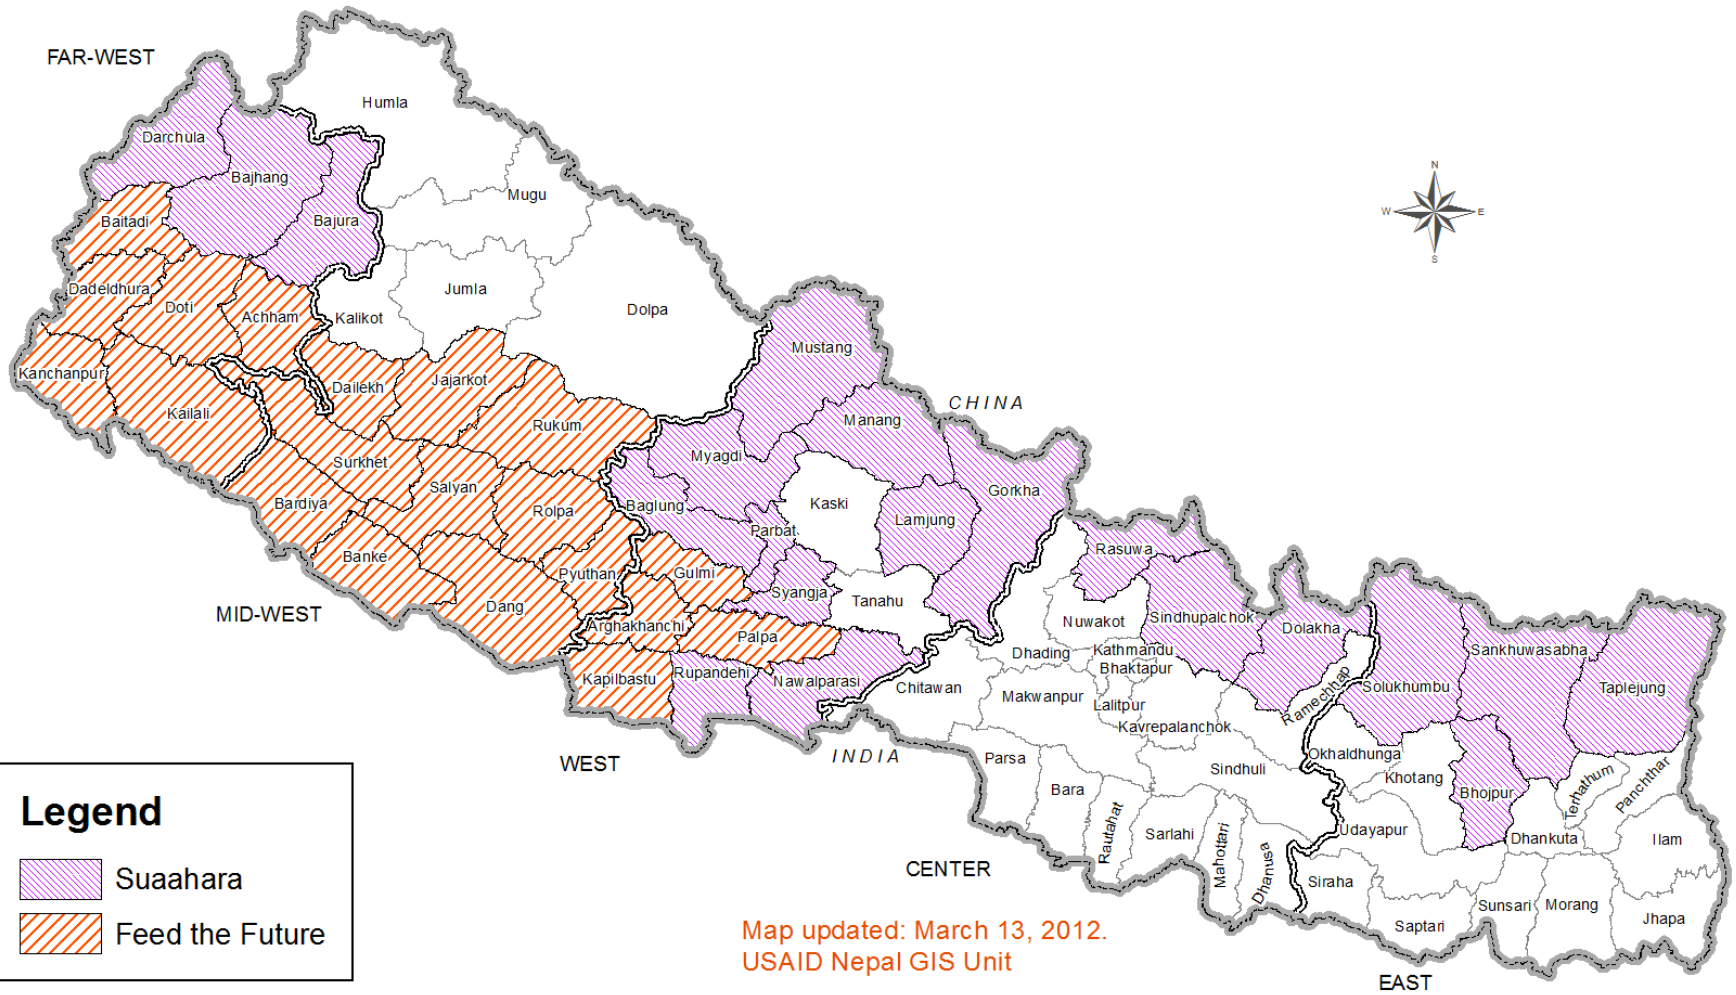 FAR-WEST
Humla
Darchula
Bajhang
Mugu
Baitadi
Bajura
N
W
E
S
Dadeldhura
Doti
Achham
Kalikot
Jumla
Dolpa
Kanchanpur
Kailali
Dailekh
Jajarkot
Rukum
Mustang
Manang
CHINA
Surkhet
Salyan
Myagdi
Bardiya
Rolpa
Baglung
Kaski
Gorkha
Parbat
Lamjung
Banke
Pyuthan
Gulmi
Syangja
Tanahu
Rasuwa
MID-WEST
Dang
Arghakhanchi
Palpa
Nuwakot
Sindhupalchok
Dolakha
Kapilbastu
Rupandehi
Nawalparasi
Chitawan
Dhading
Kathmandu
Bhaktapur
Makwanpur
Lalitpur
Kavrepalanchok
Ramechhap
Solukhumbu
Sankhuwasabha
Taplejung
WEST
INDIA
Parsa
Bara
Rautahat
Sarlahi
Mahottari
Dhanusa
Sindhuli
Okhaldhunga
Khotang
Bhojpur
Terhathum
Panchthar
Udayapur
Dhankuta
Ilam
CENTER
Siraha
Saptari
Sunsari
Morang
Jhapa
EAST
Legend
Suaahara
Feed the Future
Map updated: March 13, 2012.
USAID Nepal GIS Unit